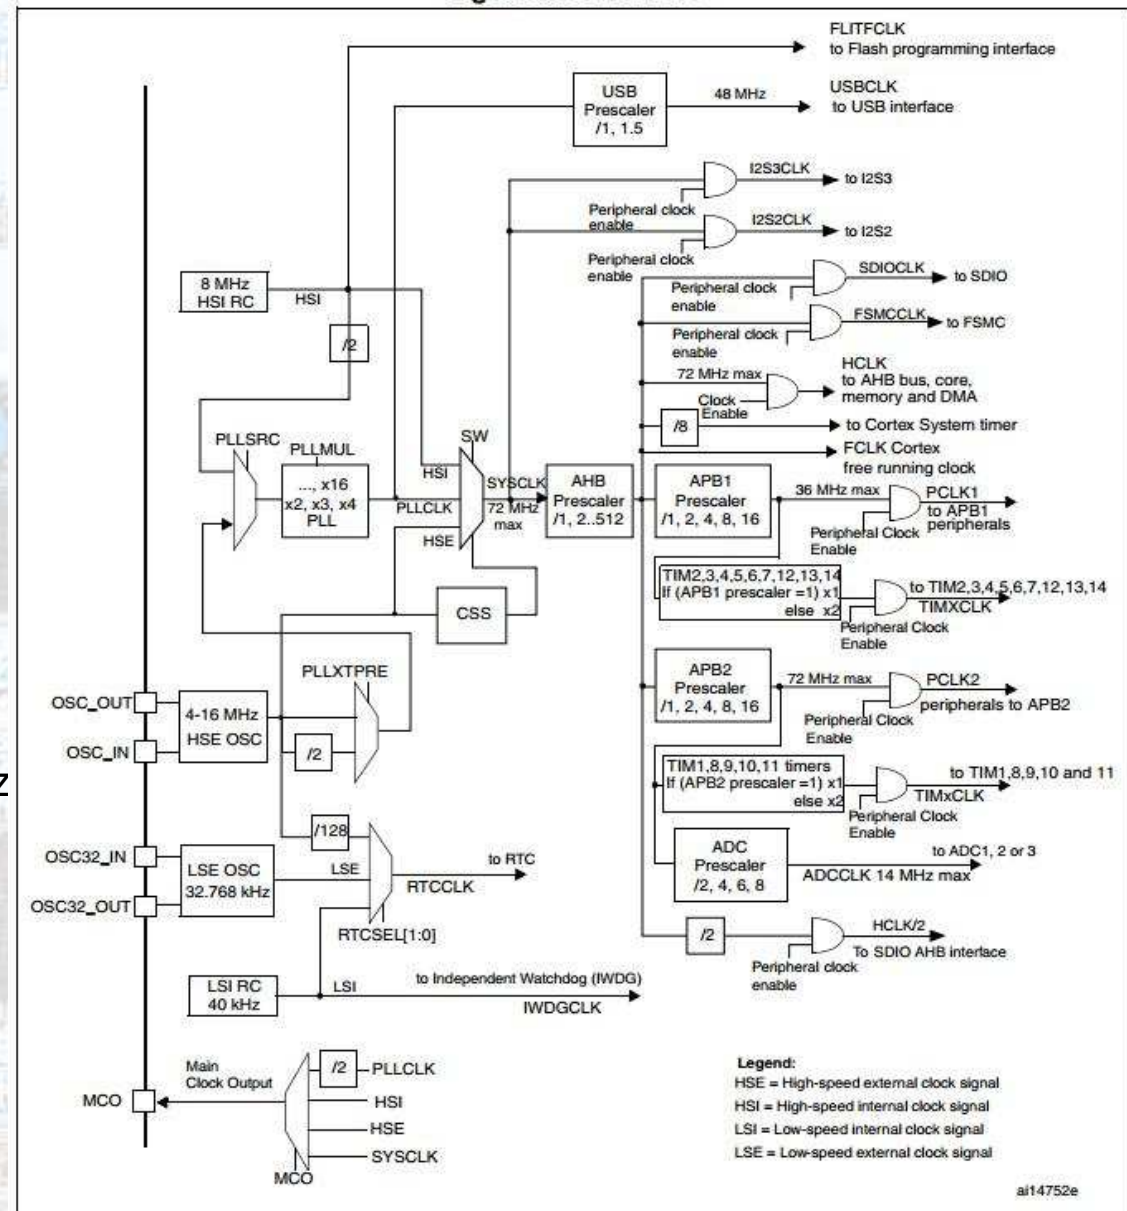 FLITFCLK
to Flash programming interface
USB
Prescaler
/1, 1.5
48 MHz
USBCLK
to USB interface
I2S3CLK
to I2S3
Peripheral clock
enable
I2S2CLK
to I2S2
Peripheral clock
enable
8 MHz
HSI RC
HSI
SDIOCLK
to SDIO
Peripheral clock
enable
FSMCCLK
to FSMC
Peripheral clock
enable
/2
HCLK
to AHB bus, core,
memory and DMA
72 MHz max
Clock
Enable
/8
to Cortex System timer
FCLK Cortex
free running clock
PLLSRC
PLLMUL
..., x16
x2, x3, x4
PLL
SW
HSI
PLLCLK
HSE
SYSCLK
72 MHz
max
AHB
Prescaler
/1, 2..512
APB1
Prescaler
/1, 2, 4, 8, 16
36 MHz max
PCLK1
to APB1
peripherals
Peripheral Clock
Enable
TIM2,3,4,5,6,7,12,13,14
If (APB1 prescaler =1) x1
else x2
to TIM2,3,4,5,6,7,12,13,14
TIMXCLK
Peripheral Clock
Enable
CSS
PLLXTPRE
OSC_OUT
OSC_IN
4-16 MHz
HSE OSC
/2
APB2
Prescaler
/1, 2, 4, 8, 16
72 MHz max
PCLK2
peripherals to APB2
Peripheral Clock
Enable
z
TIM1,8,9,10,11 timers
If (APB2 prescaler =1) x1
else x2
to TIM1,8,9,10 and 11
TIMxCLK
Peripheral Clock
Enable
/128
OSC32_IN
OSC32_OUT
LSE OSC
32.768 kHz
LSE
to RTC
RTCCLK
RTCSEL[1:0]
ADC
Prescaler
/2, 4, 6, 8
to ADC1, 2 or 3
ADCCLK 14 MHz max
/2
HCLK/2
To SDIO AHB interface
Peripheral clock
enable
LSI RC
40 kHz
LSI
to Independent Watchdog (IWDG)
IWDGCLK
MCO
Main
Clock Output
/2
PLLCLK
HSI
HSE
SYSCLK
MCO
Legend:
HSE = High-speed external clock signal
HSI = High-speed internal clock signal
LSI = Low-speed internal clock signal
LSE = Low-speed external clock signal
ai14752e